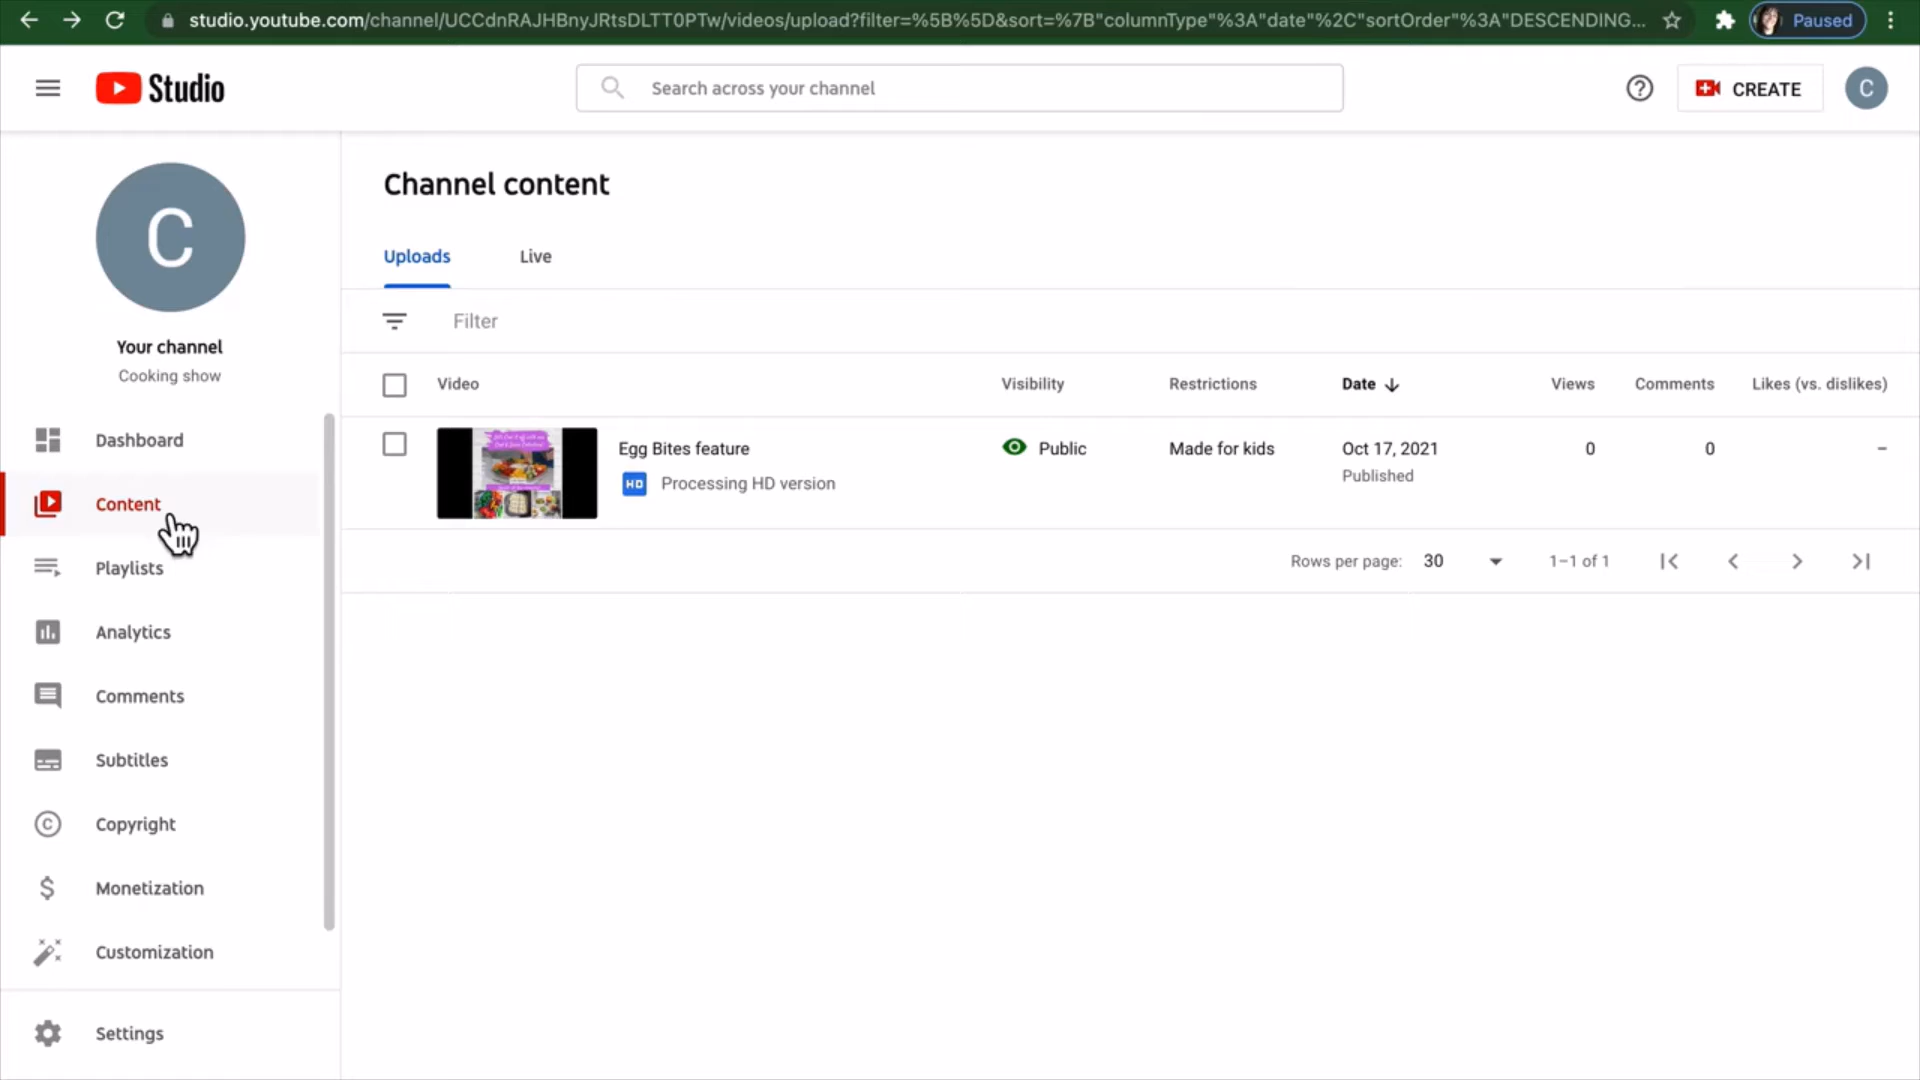 studio.youtube.com/channel/UCCdnRAJHBnyJRtsDLTT0PTw/videos/upload?filter=%5B%5D&sort=%7B"columnType"%3A"date"%2C"sortOrder"%3A"DESCENDING...
Paused
Studio
Search across your channel
CREATE
C
C
Your channel
Cooking show
Dashboard
Content
Playlists
Analytics
Comments
Subtitles
Copyright
Monetization
Customization
Settings
Channel content
Uploads Live
Filter
Video Visibility Restrictions Date Views Comments Likes (vs. dislikes)
Egg Bites feature Public Made for kids Oct 17, 2021 0 0 –
HD Processing HD version Published
Rows per page: 30 1–1 of 1